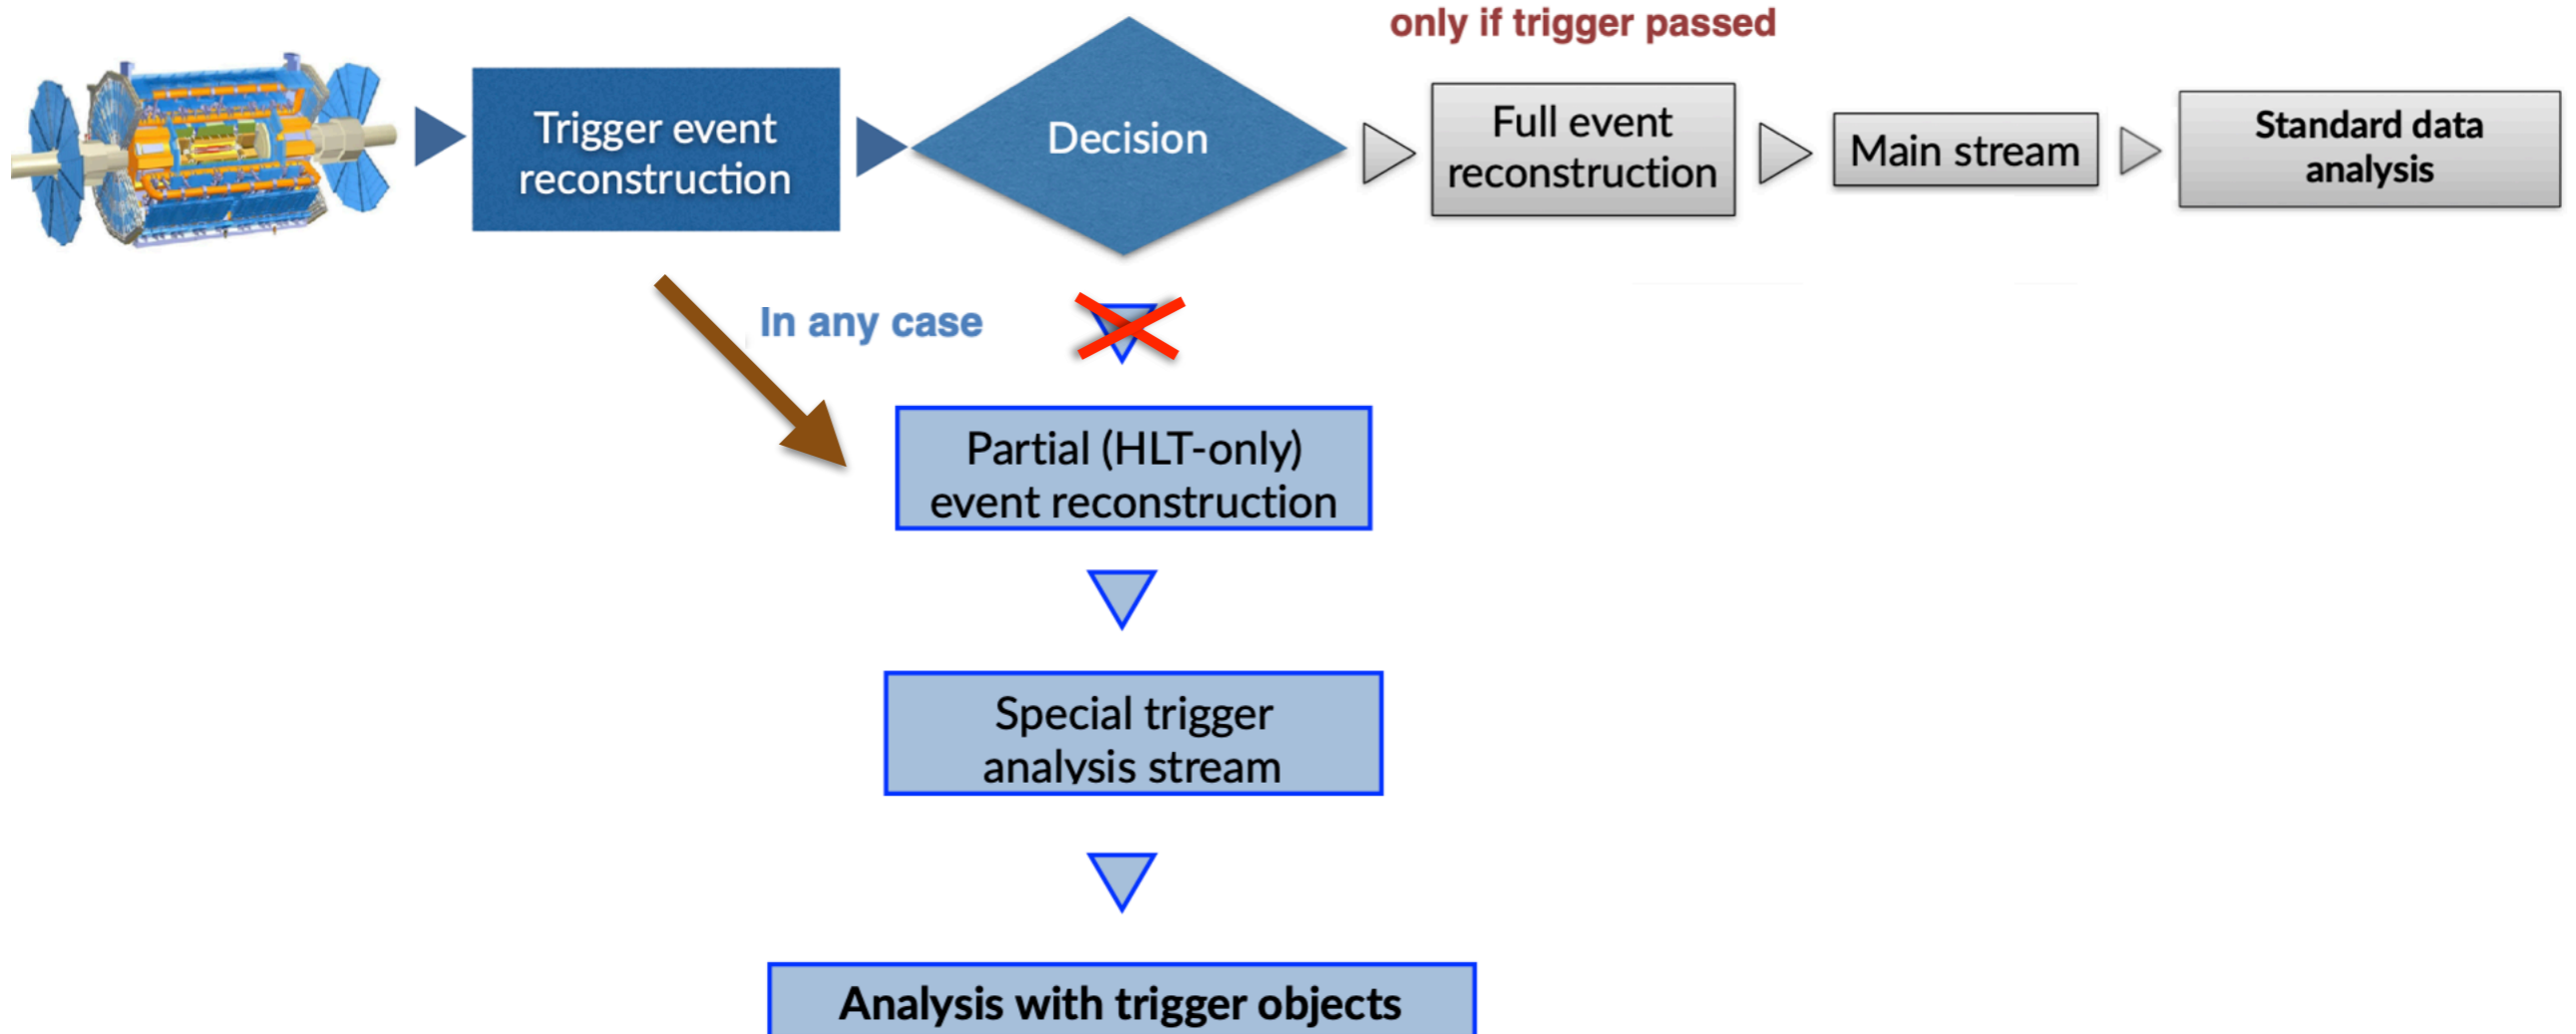 only if trigger passed
Trigger event
reconstruction
Decision
Full event
reconstruction
Main stream
Standard data
analysis
In any case
Partial (HLT-only)
event reconstruction
Special trigger
analysis stream
Analysis with trigger objects